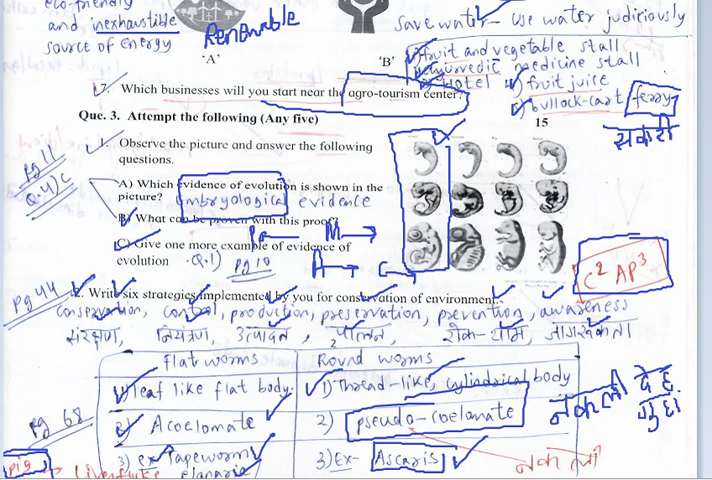 eco-friendly
and inexhaustible
source of energy
Renewable
'A'
'B'
Save water - Use water judiciously
fruit and vegetable stall
Ayurvedic medicine stall
Hotel
fruit juice
bullock-cart ferry
सकरी
17. Which businesses will you start near the agro-tourism center?
Que. 3. Attempt the following (Any five)
15
pg 11
Q.4)C
1. Observe the picture and answer the following
questions.
A) Which evidence of evolution is shown in the
picture? Embryological evidence
B) What can be proven with this proof?
C) Give one more example of evidence of
evolution Q.1) pg 10
P M
A C
C² AP³
pg 44
2. Write six strategies implemented by you for conservation of environment.
conservation, control, production, preservation, prevention, awareness
संरक्षण, नियंत्रण उत्पादन, पालन, रोक-थाम, जागरूकता
2
Flat worms Round worms
1) leaf like flat body. 1) Thread-like, cylindrical body
pg 68
2) Acoelomate 2) pseudo-coelomate
3) ex Tapeworm 3) Ex- Ascaris
Liverfluke planaria
नकली देह
गुहा
नकली